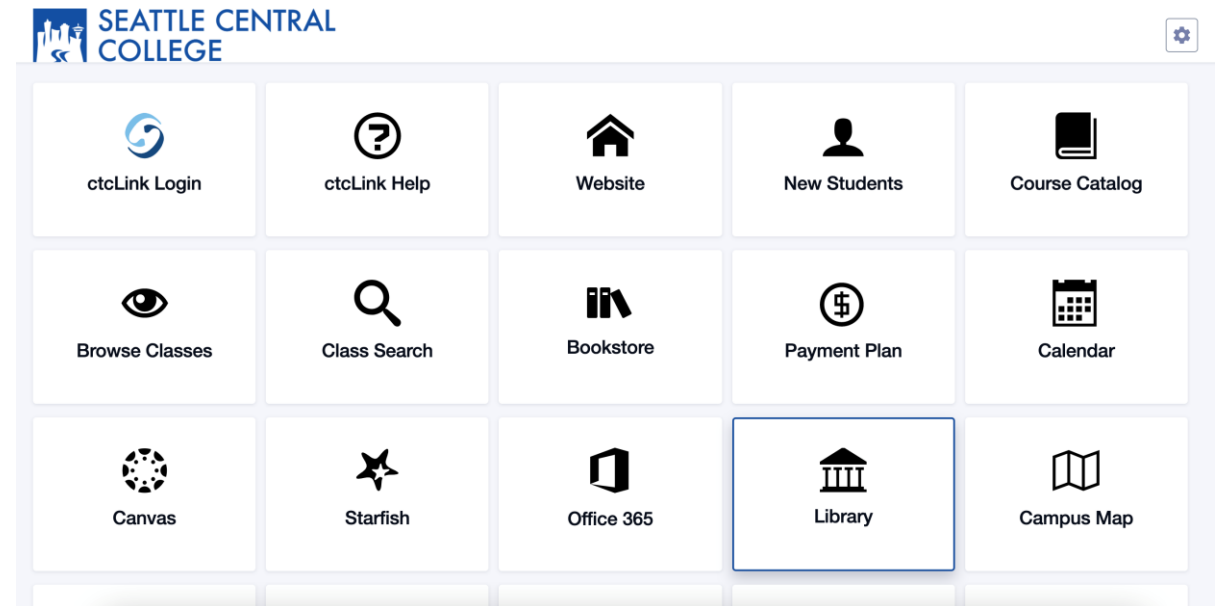 SEATTLE CENTRAL
COLLEGE
ctcLink Login
ctcLink Help
Website
New Students
Course Catalog
Browse Classes
Class Search
Bookstore
Payment Plan
Calendar
Canvas
Starfish
Office 365
Library
Campus Map